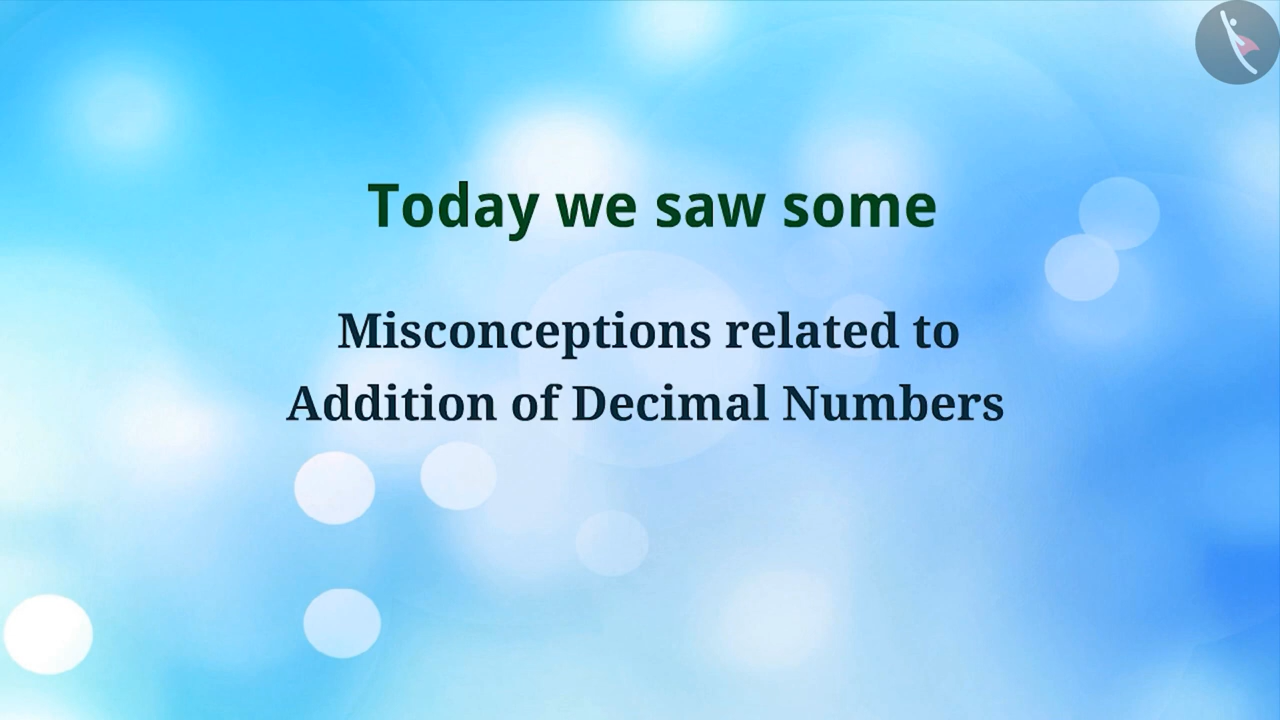 Today we saw some
Misconceptions related to
Addition of Decimal Numbers